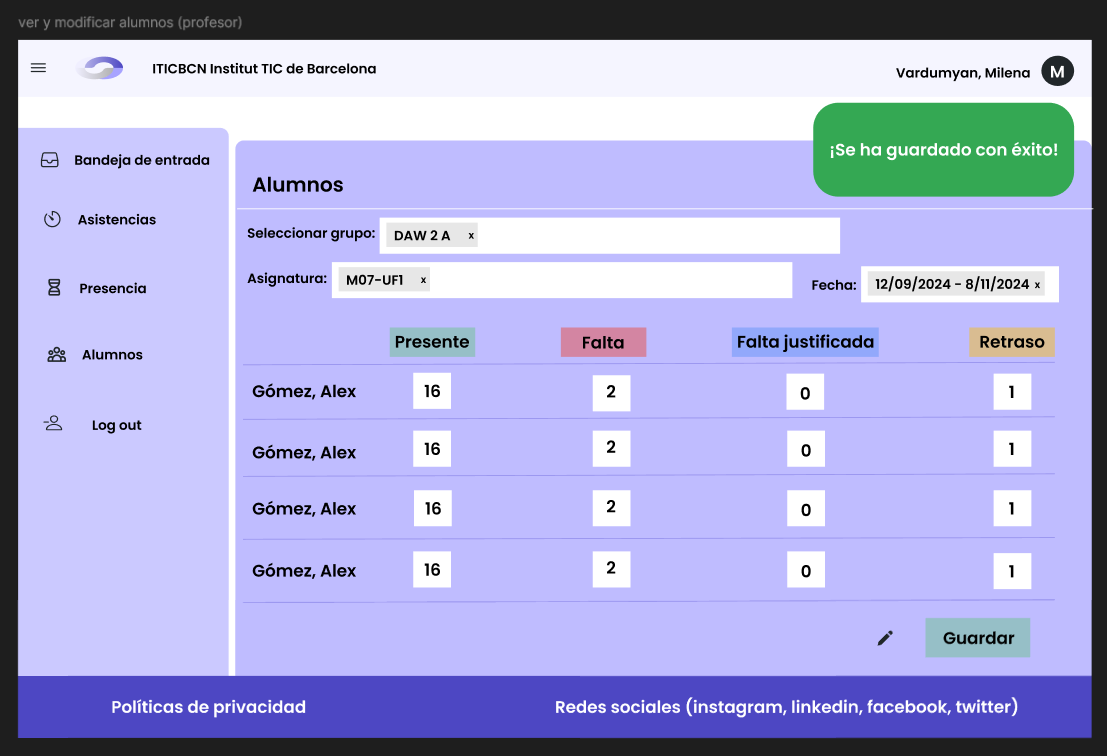 ver y modificar alumnos (profesor)
ITICBCN Institut TIC de Barcelona
Vardumyan, Milena M
¡Se ha guardado con éxito!
Bandeja de entrada
Asistencias
Presencia
Alumnos
Log out
Alumnos
Seleccionar grupo: DAW 2 A x
Asignatura: M07-UF1 x
Fecha: 12/09/2024 - 8/11/2024 x
Presente Falta Falta justificada Retraso
Gómez, Alex 16 2 0 1
Gómez, Alex 16 2 0 1
Gómez, Alex 16 2 0 1
Gómez, Alex 16 2 0 1
Guardar
Políticas de privacidad
Redes sociales (instagram, linkedin, facebook, twitter)